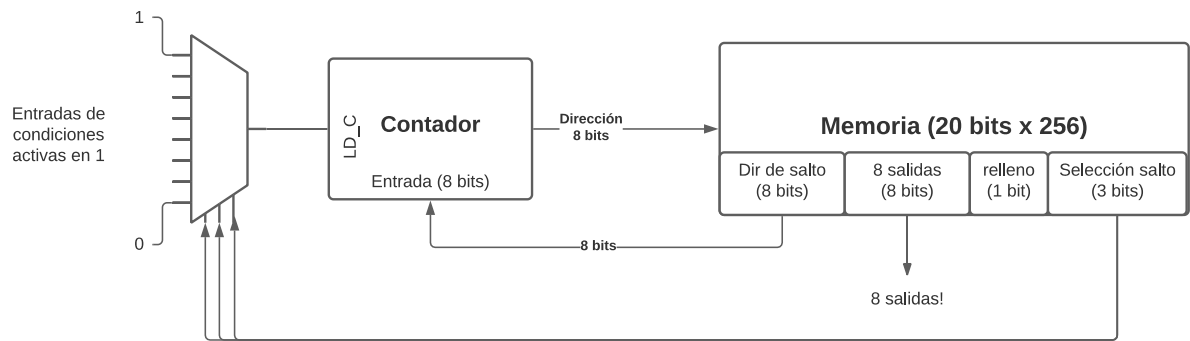 1
Entradas de
condiciones
activas en 1
0
LD_C
Contador
Entrada (8 bits)
Dirección
8 bits
Memoria (20 bits x 256)
Dir de salto
(8 bits)
8 salidas
(8 bits)
relleno
(1 bit)
Selección salto
(3 bits)
8 bits
8 salidas!